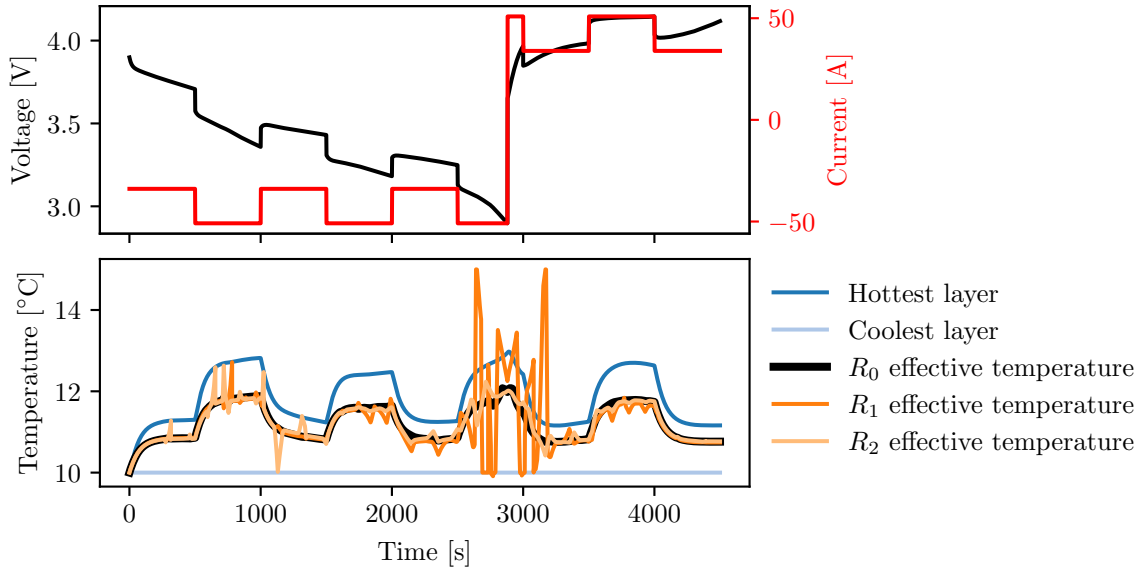 4.0
3.5
3.0
Voltage [V]
50
0
−50
Current [A]
14
12
10
Temperature [°C]
0
1000
2000
3000
4000
Time [s]
Hottest layer
Coolest layer
R₀ effective temperature
R₁ effective temperature
R₂ effective temperature